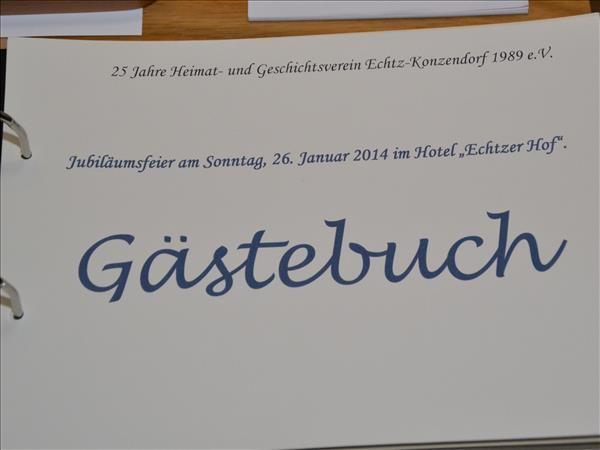 25 Jahre Heimat- und Geschichtsverein Echtz-Konzendorf 1989 e.V.
Jubiläumsfeier am Sonntag, 26. Januar 2014 im Hotel „Echtzer Hof“.
Gästebuch